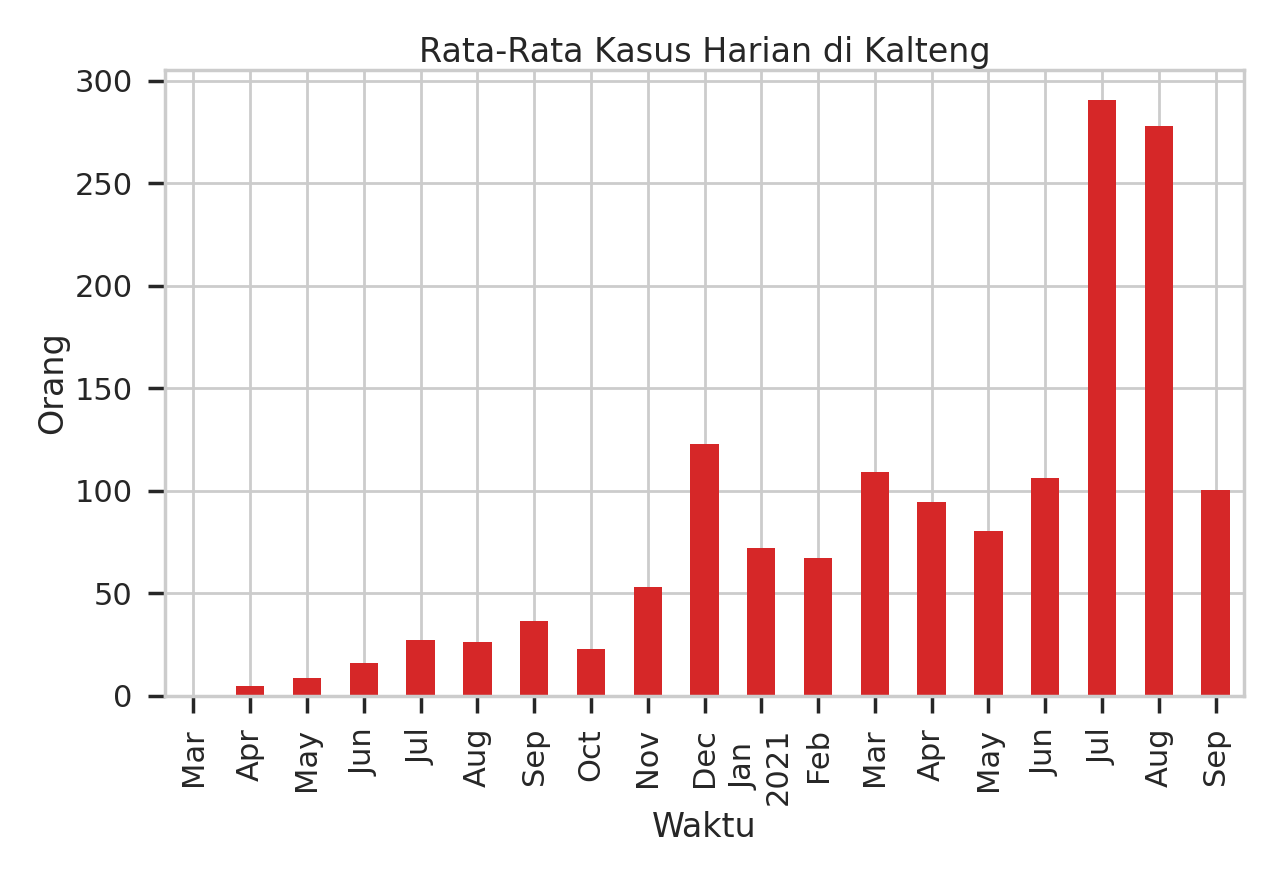 Rata-Rata Kasus Harian di Kalteng
300
250
200
150
100
50
0
Orang
Mar
Apr
May
Jun
Jul
Aug
Sep
Oct
Nov
Dec
Jan
2021
Feb
Mar
Apr
May
Jun
Jul
Aug
Sep
Waktu